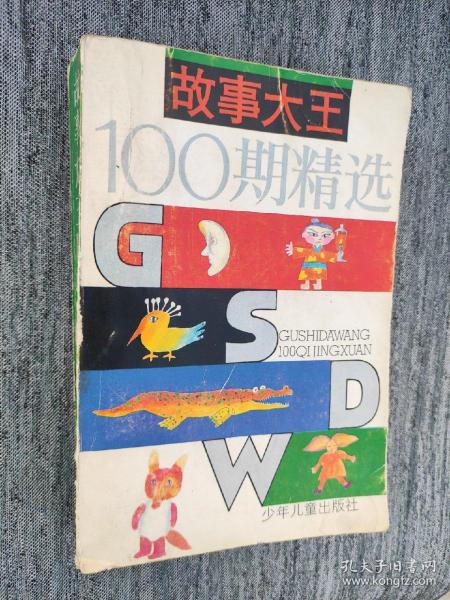 故事大王
100期精选
G
S
GUSHIDAWANG
100QIJINGXUAN
D
W
少年儿童出版社
孔夫子旧书网
www.kongfz.com